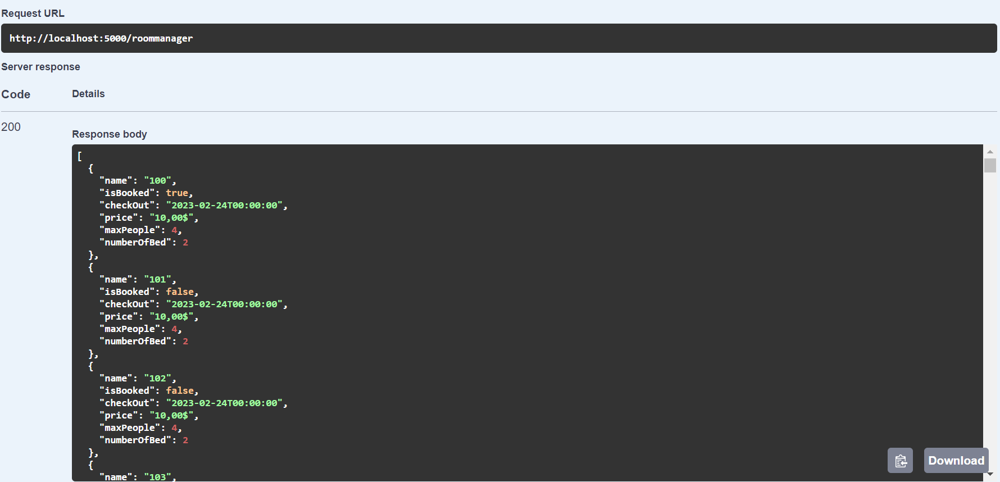 Request URL
http://localhost:5000/roommanager
Server response
Code Details
200
Response body
[
  {
    "name": "100",
    "isBooked": true,
    "checkOut": "2023-02-24T00:00:00",
    "price": "10,00$",
    "maxPeople": 4,
    "numberOfBed": 2
  },
  {
    "name": "101",
    "isBooked": false,
    "checkOut": "2023-02-24T00:00:00",
    "price": "10,00$",
    "maxPeople": 4,
    "numberOfBed": 2
  },
  {
    "name": "102",
    "isBooked": false,
    "checkOut": "2023-02-24T00:00:00",
    "price": "10,00$",
    "maxPeople": 4,
    "numberOfBed": 2
  },
  {
    "name": "103",
Download